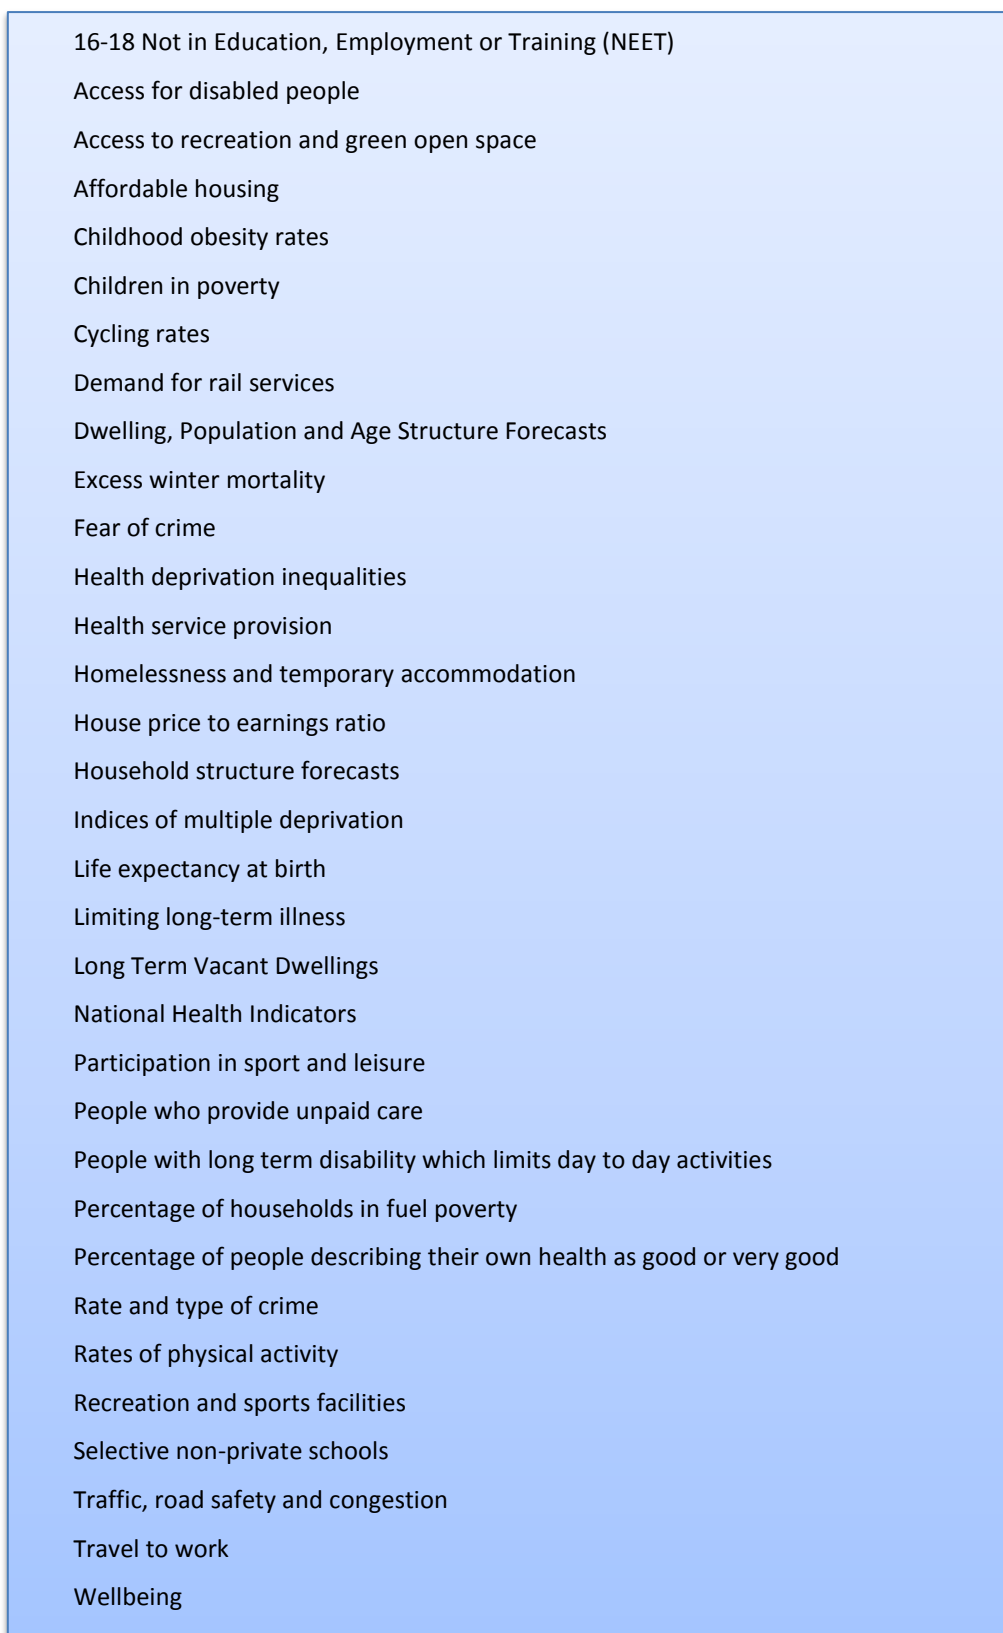 16-18 Not in Education, Employment or Training (NEET)
Access for disabled people
Access to recreation and green open space
Affordable housing
Childhood obesity rates
Children in poverty
Cycling rates
Demand for rail services
Dwelling, Population and Age Structure Forecasts
Excess winter mortality
Fear of crime
Health deprivation inequalities
Health service provision
Homelessness and temporary accommodation
House price to earnings ratio
Household structure forecasts
Indices of multiple deprivation
Life expectancy at birth
Limiting long-term illness
Long Term Vacant Dwellings
National Health Indicators
Participation in sport and leisure
People who provide unpaid care
People with long term disability which limits day to day activities
Percentage of households in fuel poverty
Percentage of people describing their own health as good or very good
Rate and type of crime
Rates of physical activity
Recreation and sports facilities
Selective non-private schools
Traffic, road safety and congestion
Travel to work
Wellbeing